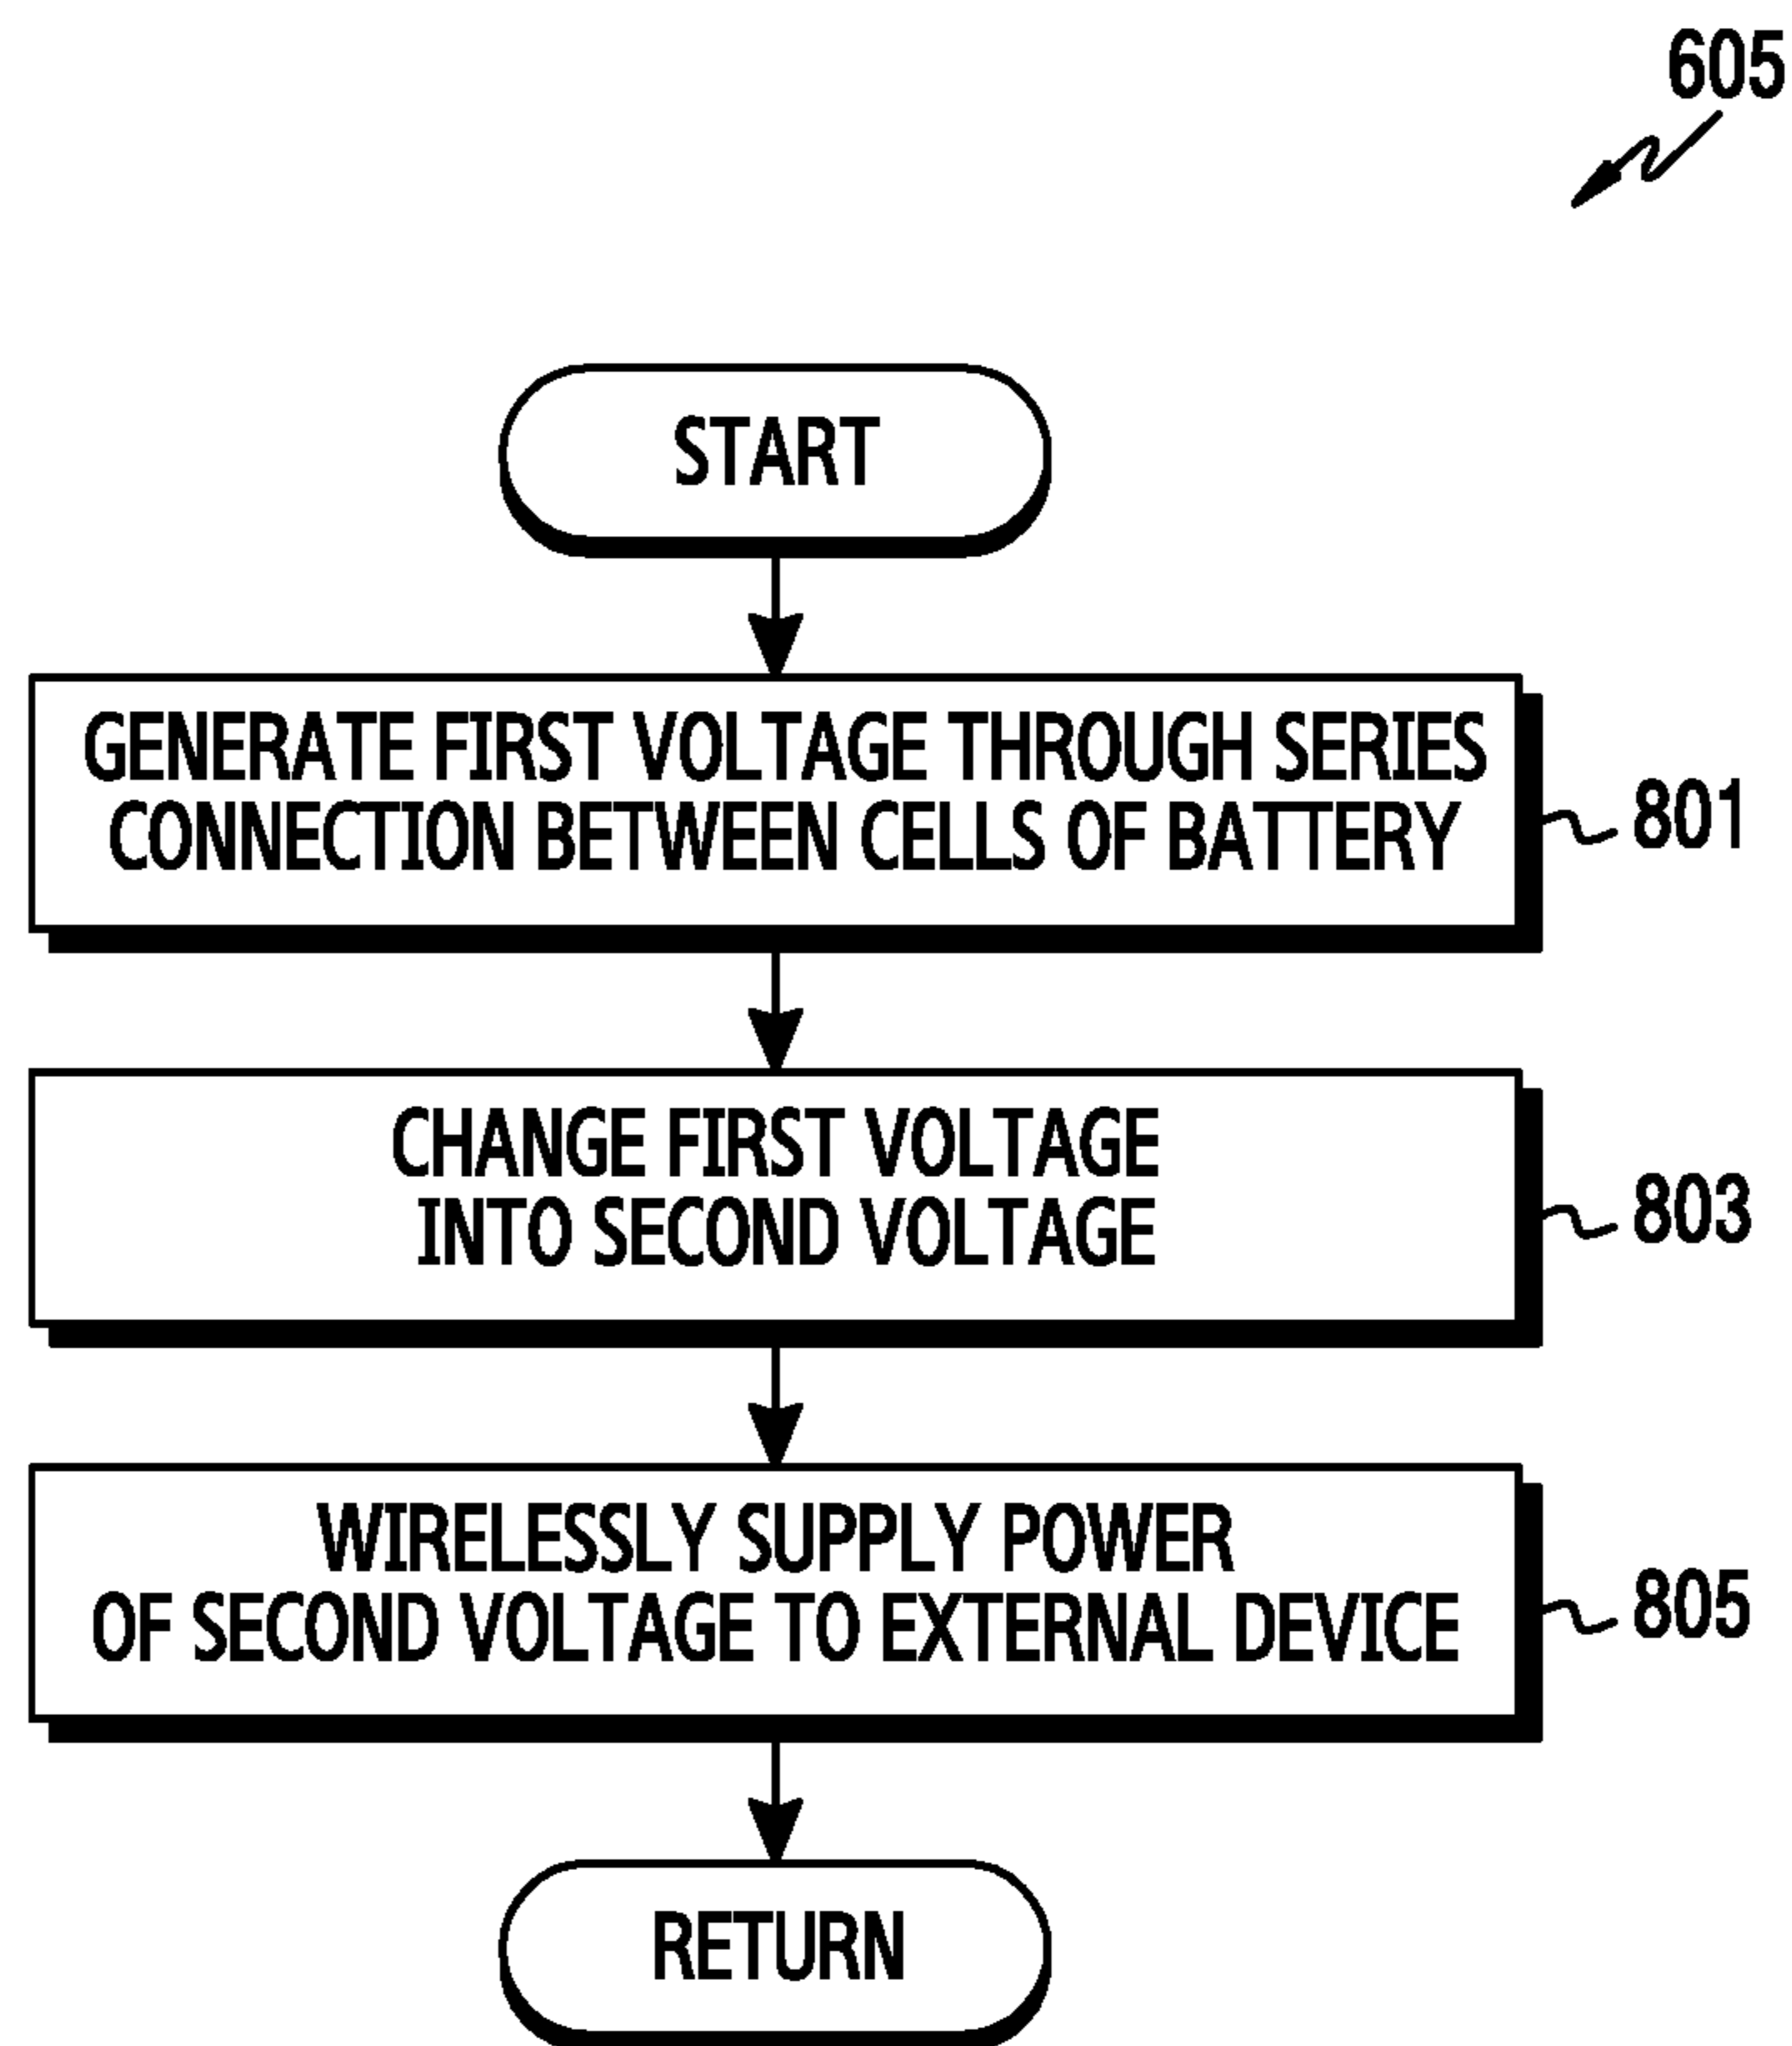 605
START
GENERATE FIRST VOLTAGE THROUGH SERIES
CONNECTION BETWEEN CELLS OF BATTERY
801
CHANGE FIRST VOLTAGE
INTO SECOND VOLTAGE
803
WIRELESSLY SUPPLY POWER
OF SECOND VOLTAGE TO EXTERNAL DEVICE
805
RETURN